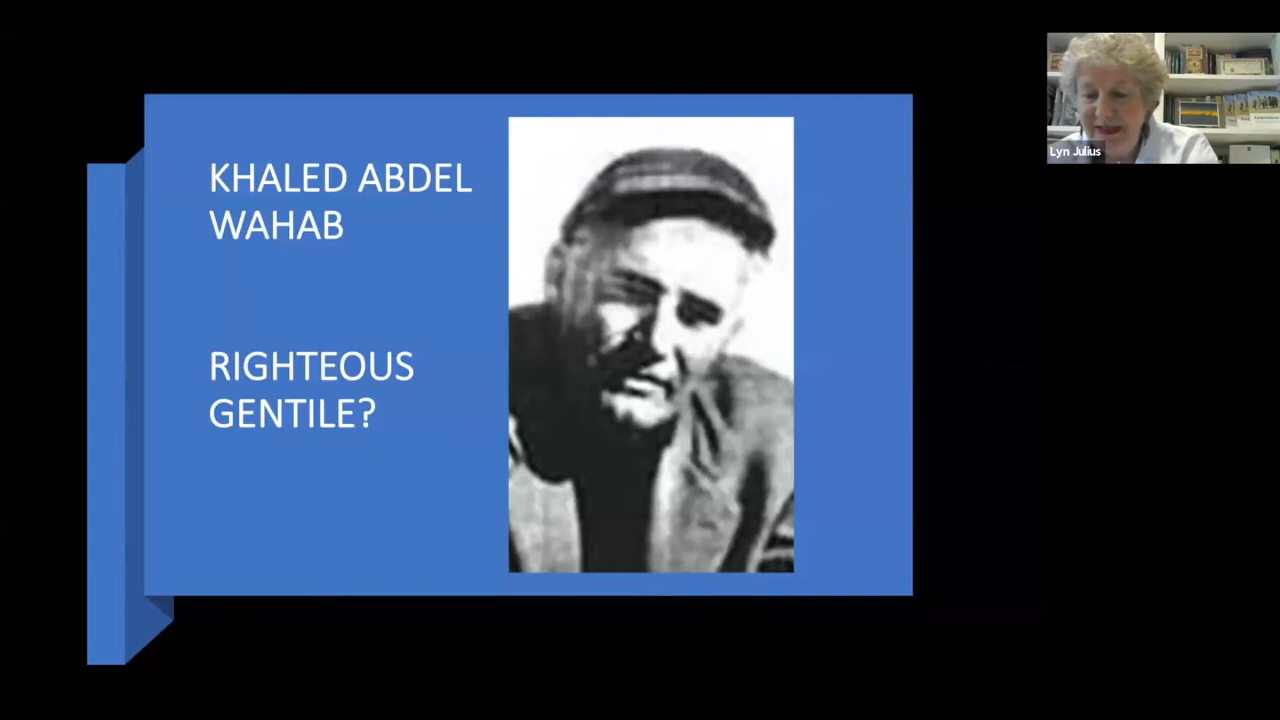 KHALED ABDEL
WAHAB
RIGHTEOUS
GENTILE?
Lyn Julius